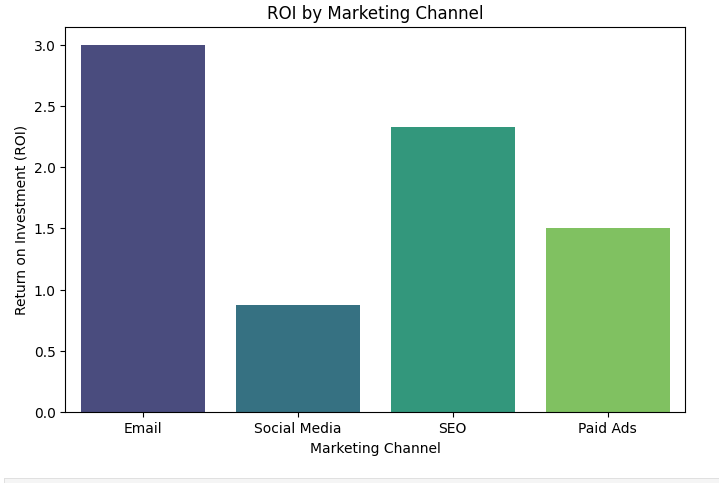 ROI by Marketing Channel
Return on Investment (ROI)
3.0
2.5
2.0
1.5
1.0
0.5
0.0
Email Social Media SEO Paid Ads
Marketing Channel